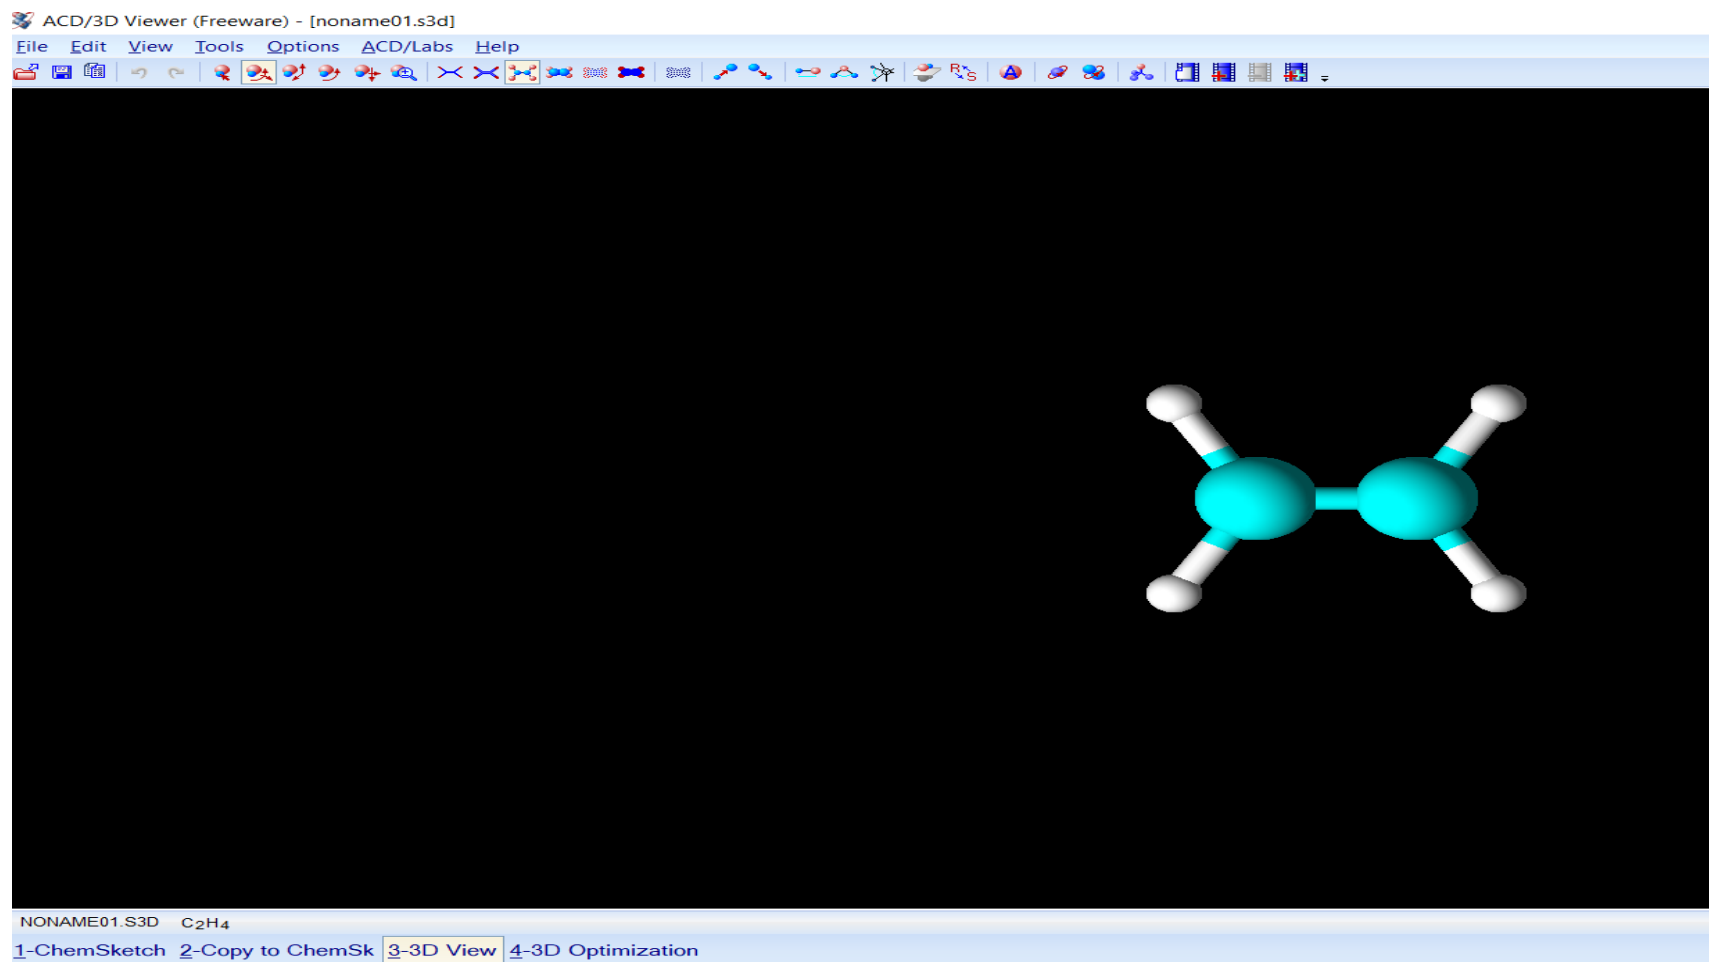 ACD/3D Viewer (Freeware) - [noname01.s3d]
File Edit View Tools Options ACD/Labs Help
NONAME01.S3D C2H4
1-ChemSketch 2-Copy to ChemSk 3-3D View 4-3D Optimization